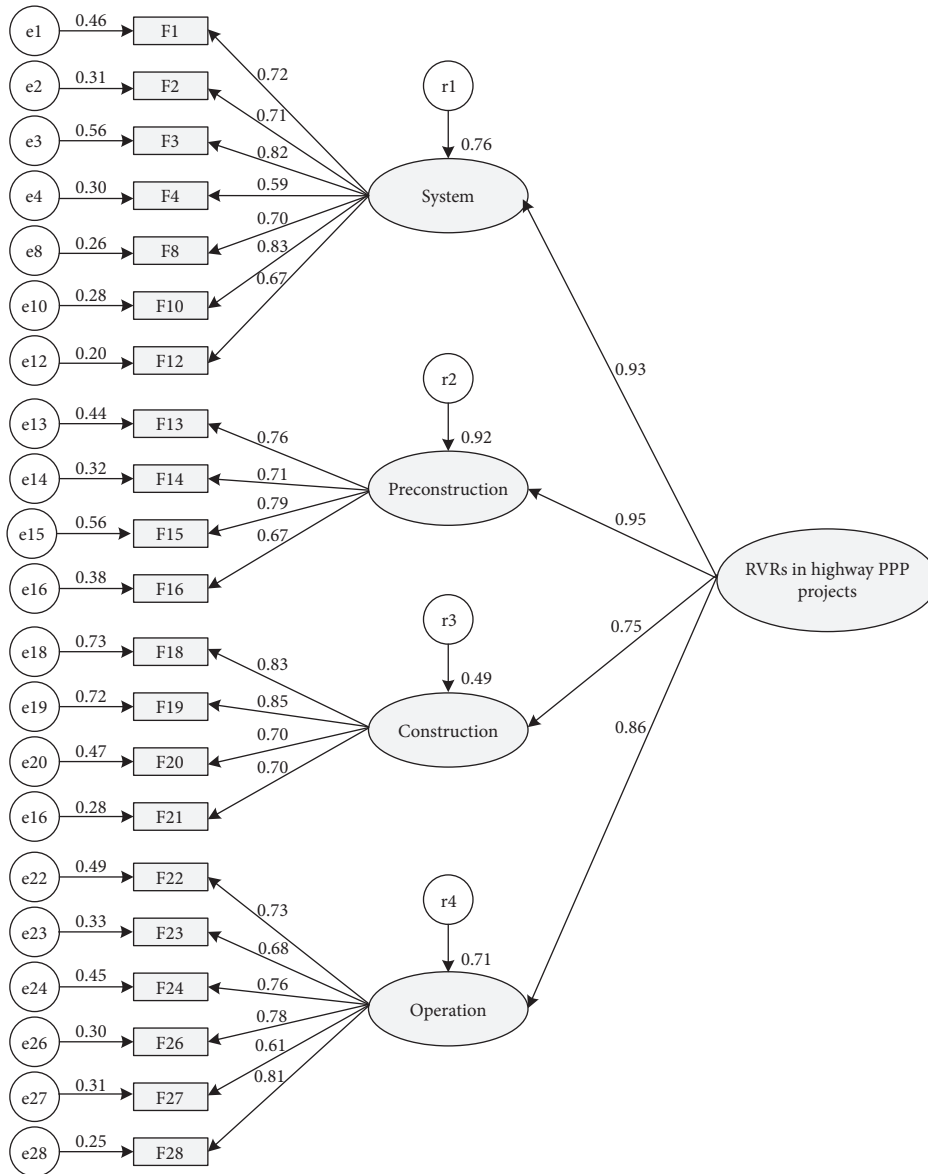 e1 0.46 F1
e2 0.31 F2
e3 0.56 F3
e4 0.30 F4
e8 0.26 F8
e10 0.28 F10
e12 0.20 F12
0.72
0.71
0.82
0.59
0.70
0.83
0.67
r1
0.76
System
e13 0.44 F13
e14 0.32 F14
e15 0.56 F15
e16 0.38 F16
0.76
0.71
0.79
0.67
r2
0.92
Preconstruction
e18 0.73 F18
e19 0.72 F19
e20 0.47 F20
e16 0.28 F21
0.83
0.85
0.70
0.70
r3
0.49
Construction
e22 0.49 F22
e23 0.33 F23
e24 0.45 F24
e26 0.30 F26
e27 0.31 F27
e28 0.25 F28
0.73
0.68
0.76
0.78
0.61
0.81
r4
0.71
Operation
0.93
0.95
0.75
0.86
RVRs in highway PPP
projects